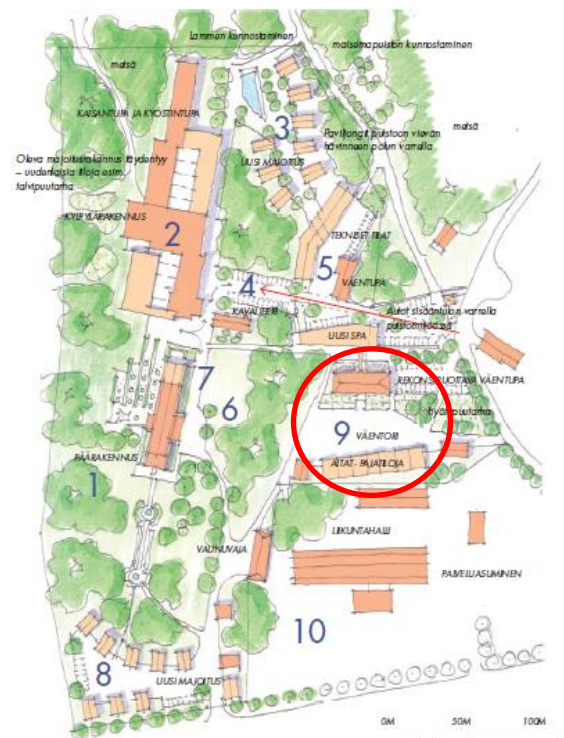 Lammen kunnostaminen
maisemapuiston kunnostaminen
metsä
KAISANTUPA JA KYÖSTINTUPA
3
metsä
UUSI MAJOITUS
Paviljongit puistoon vievän
hävinneen polun varrella
Oleva majoitusrakennus täydentyy
– uudenlaisia tiloja esim.
talvipuutarha
KYLPYLÄRAKENNUS
2
TEKNISET TILAT
5
VÄENTUPA
4
Autot sisääntulon varrella
puistomaisessa
KAVALJEERI
UUSI SPA
7
6
REKONSTRUOITAVA VÄENTUPA
hyötypuutarha
9 VÄENTORI
PÄÄRAKENNUS
AITAT- PAJATILOJA
1
LIIKUNTAHALLI
VAUNUVAJA
PALVELUASUMINEN
10
8
UUSI MAJOITUS
0M 50M 100M